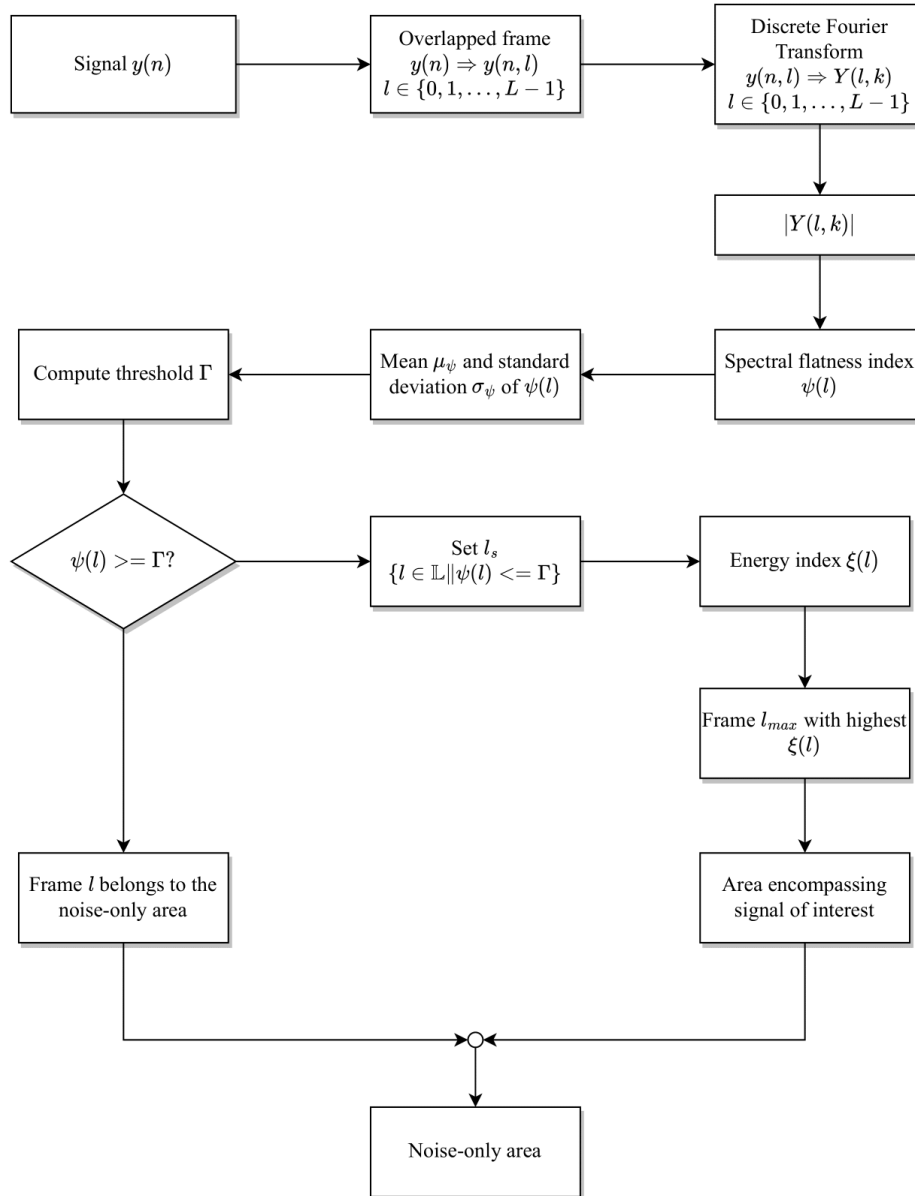 Signal y(n)
Overlapped frame
y(n) ⇒ y(n, l)
l ∈ {0, 1, . . . , L − 1}
Discrete Fourier
Transform
y(n, l) ⇒ Y(l, k)
l ∈ {0, 1, . . . , L − 1}
|Y(l, k)|
Compute threshold Γ
Mean μ_ψ and standard
deviation σ_ψ of ψ(l)
Spectral flatness index
ψ(l)
ψ(l) >= Γ?
Set l_s
{l ∈ 𝕃‖ψ(l) <= Γ}
Energy index ξ(l)
Frame l_max with highest
ξ(l)
Frame l belongs to the
noise-only area
Area encompassing
signal of interest
Noise-only area